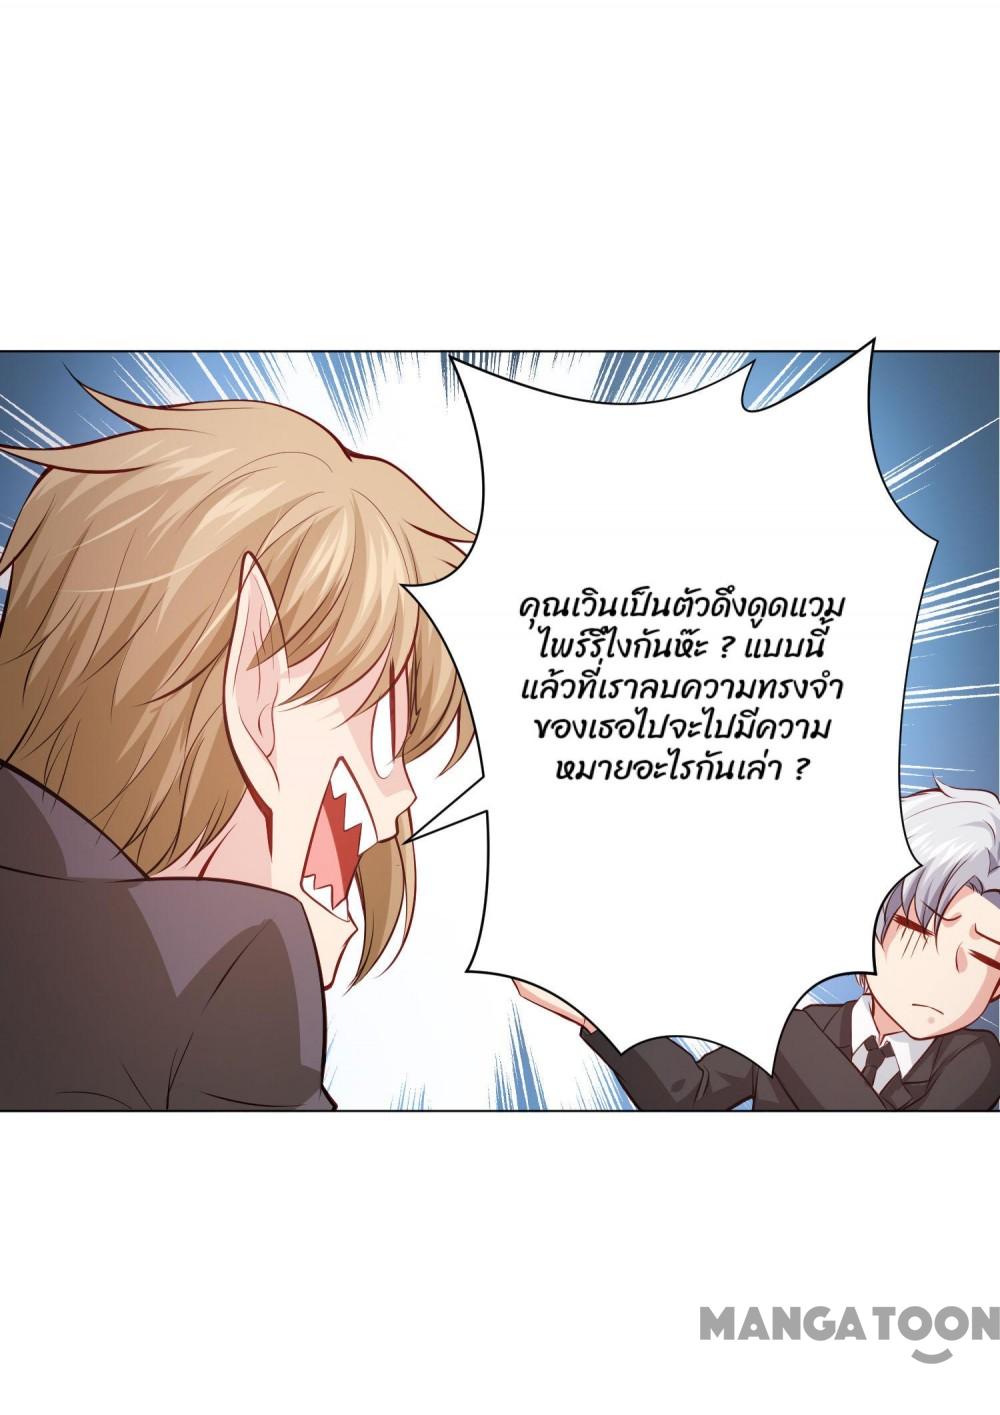 คุณเวินเป็นตัวดึงดูดแวม
ไพร์รึไงกันห๊ะ ? แบบนี้
แล้วที่เราลบความทรงจำ
ของเธอไปจะไปมีความ
หมายอะไรกันเล่า ?
MANGATOON